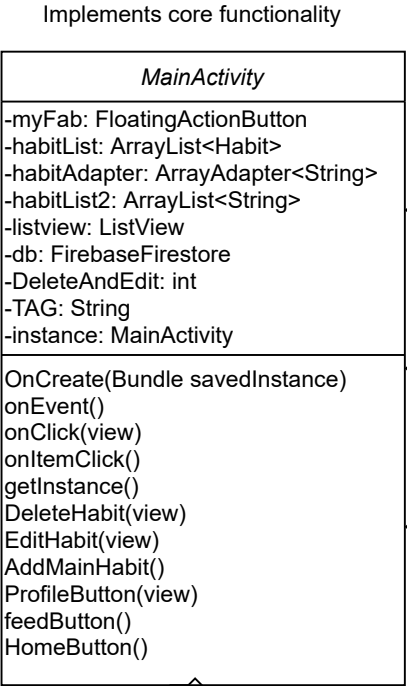 Implements core functionality
MainActivity
-myFab: FloatingActionButton
-habitList: ArrayList<Habit>
-habitAdapter: ArrayAdapter<String>
-habitList2: ArrayList<String>
-listview: ListView
-db: FirebaseFirestore
-DeleteAndEdit: int
-TAG: String
-instance: MainActivity
OnCreate(Bundle savedInstance)
onEvent()
onClick(view)
onItemClick()
getInstance()
DeleteHabit(view)
EditHabit(view)
AddMainHabit()
ProfileButton(view)
feedButton()
HomeButton()